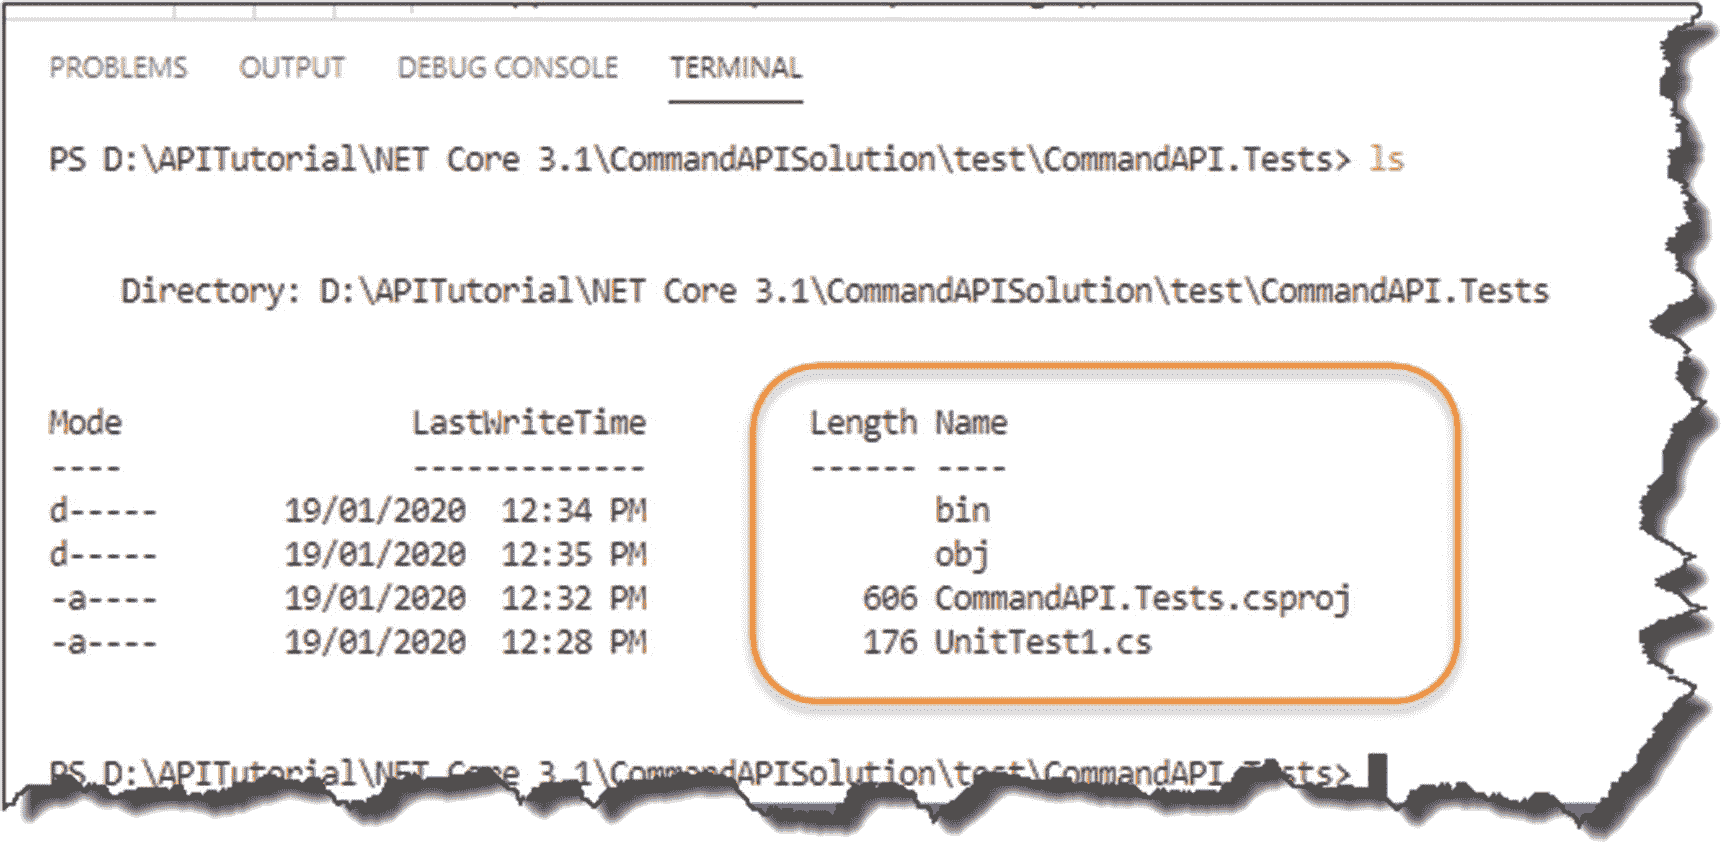 PROBLEMS OUTPUT DEBUG CONSOLE TERMINAL
PS D:\APITutorial\NET Core 3.1\CommandAPISolution\test\CommandAPI.Tests> ls
Directory: D:\APITutorial\NET Core 3.1\CommandAPISolution\test\CommandAPI.Tests
Mode LastWriteTime Length Name
---- ------------- ------ ----
d----- 19/01/2020 12:34 PM bin
d----- 19/01/2020 12:35 PM obj
-a---- 19/01/2020 12:32 PM 606 CommandAPI.Tests.csproj
-a---- 19/01/2020 12:28 PM 176 UnitTest1.cs
PS D:\APITutorial\NET Core 3.1\CommandAPISolution\test\CommandAPI.Tests>